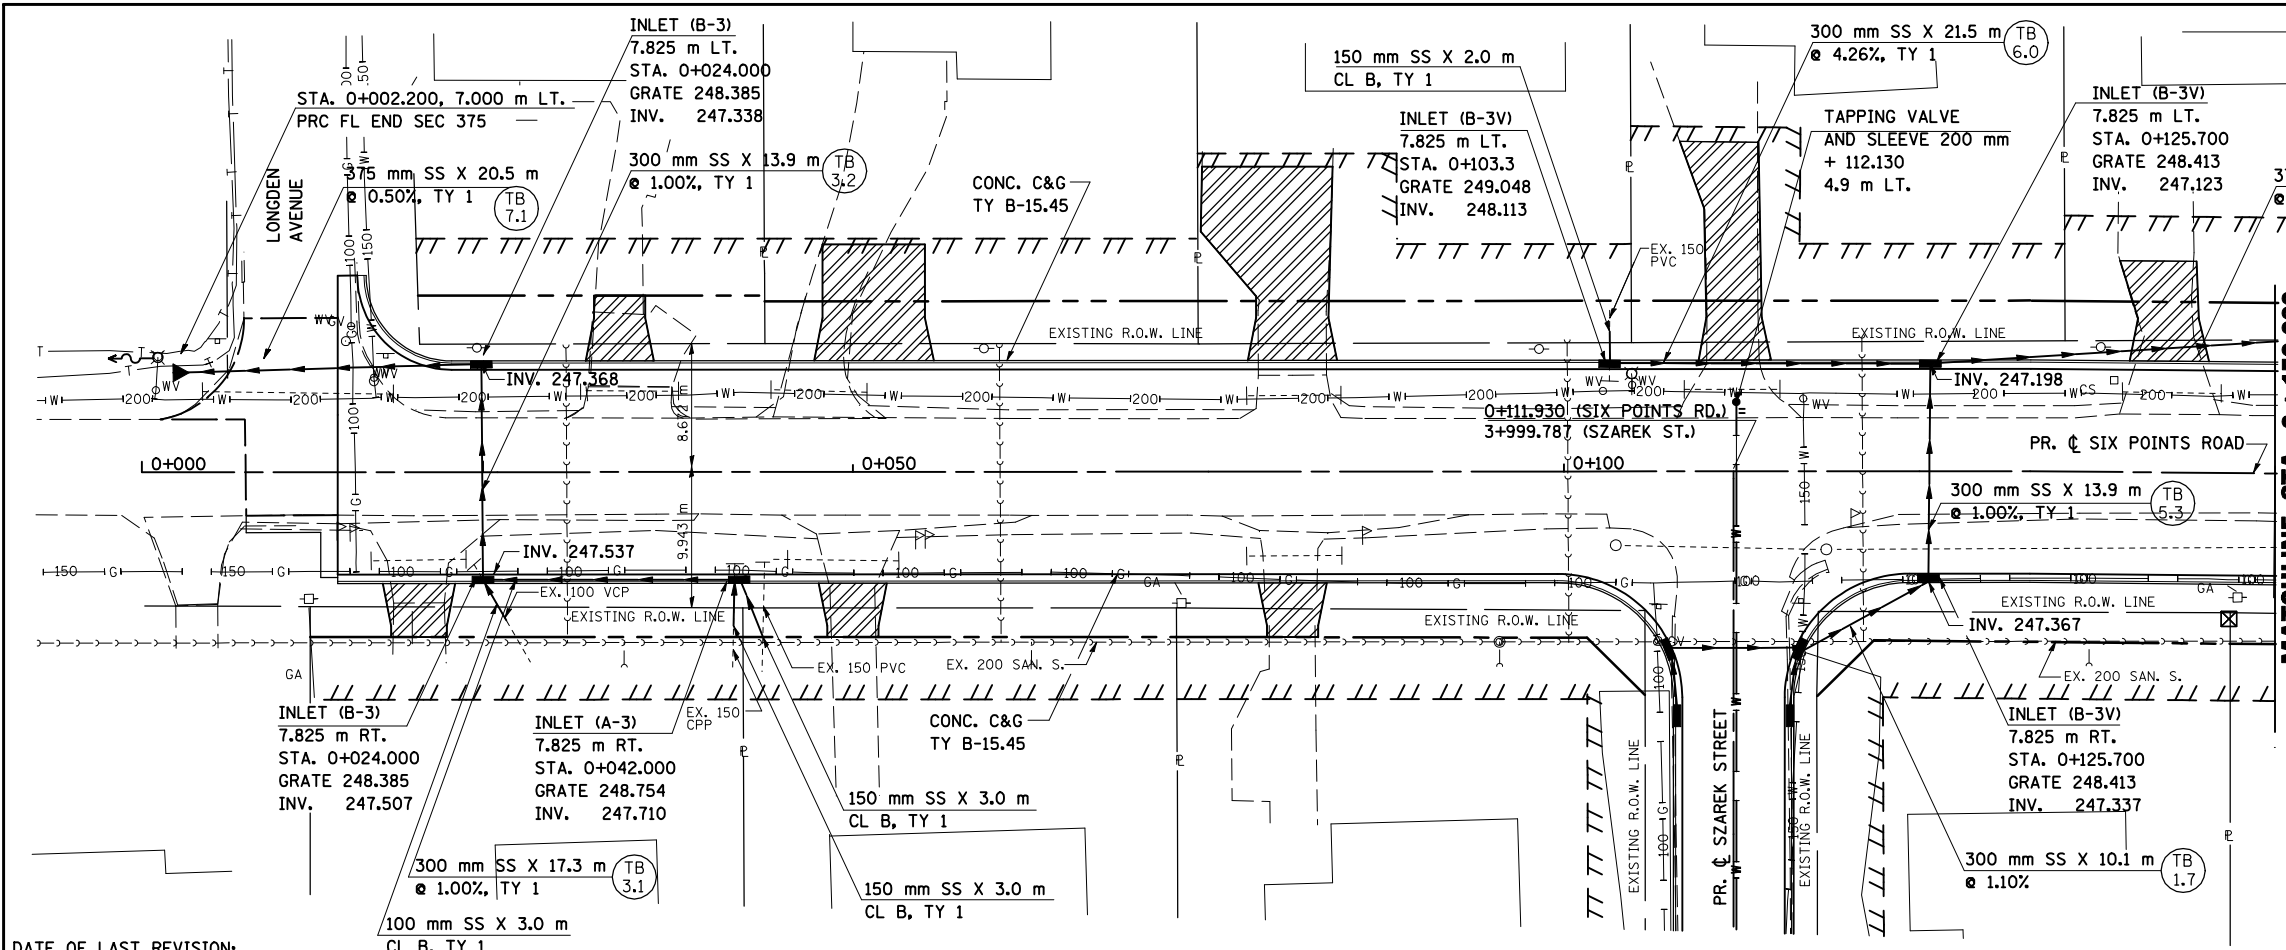 INLET (B-3)
7.825 m LT.
STA. 0+024.000
GRATE 248.385
INV. 247.338
STA. 0+002.200, 7.000 m LT.
PRC FL END SEC 375
LONGDEN
AVENUE
375 mm SS X 20.5 m
@ 0.50%, TY 1
TB
7.1
300 mm SS X 13.9 m
@ 1.00%, TY 1
TB
3.2
CONC. C&G
TY B-15.45
150 mm SS X 2.0 m
CL B, TY 1
INLET (B-3V)
7.825 m LT.
STA. 0+103.3
GRATE 249.048
INV. 248.113
300 mm SS X 21.5 m
@ 4.26%, TY 1
TB
6.0
TAPPING VALVE
AND SLEEVE 200 mm
+ 112.130
4.9 m LT.
INLET (B-3V)
7.825 m LT.
STA. 0+125.700
GRATE 248.413
INV. 247.123
EX. 150
PVC
EXISTING R.O.W. LINE
EXISTING R.O.W. LINE
INV. 247.368
INV. 247.198
8.672 m
9.943 m
0+111.930 (SIX POINTS RD.) =
3+999.787 (SZAREK ST.)
PR. ℄ SIX POINTS ROAD
0+000
0+050
0+100
300 mm SS X 13.9 m
@ 1.00%, TY 1
TB
5.3
INV. 247.537
EX. 100 VCP
EXISTING R.O.W. LINE
EXISTING R.O.W. LINE
EXISTING R.O.W. LINE
INV. 247.367
EX. 150 PVC
EX. 200 SAN. S.
EX. 200 SAN. S.
EX. 150
CPP
GA
INLET (B-3)
7.825 m RT.
STA. 0+024.000
GRATE 248.385
INV. 247.507
INLET (A-3)
7.825 m RT.
STA. 0+042.000
GRATE 248.754
INV. 247.710
CONC. C&G
TY B-15.45
150 mm SS X 3.0 m
CL B, TY 1
150 mm SS X 3.0 m
CL B, TY 1
300 mm SS X 17.3 m
@ 1.00%, TY 1
TB
3.1
100 mm SS X 3.0 m
CL B, TY 1
EXISTING R.O.W. LINE
PR. ℄ SZAREK STREET
EXISTING R.O.W. LINE
INLET (B-3V)
7.825 m RT.
STA. 0+125.700
GRATE 248.413
INV. 247.337
300 mm SS X 10.1 m
@ 1.10%
TB
1.7
DATE OF LAST REVISION: